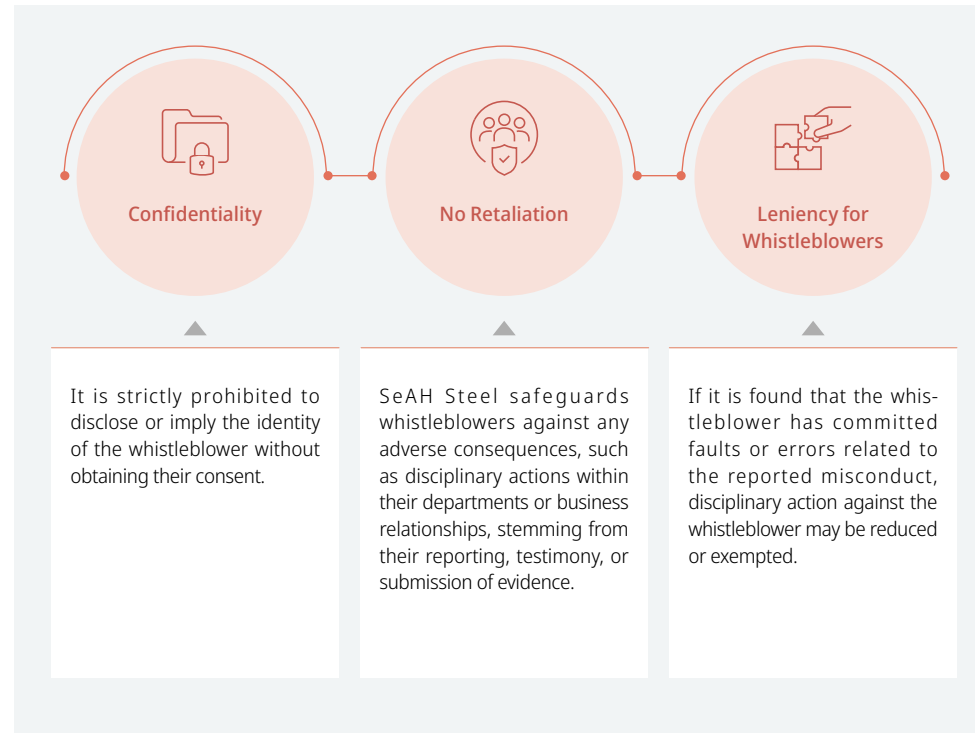 Confidentiality
It is strictly prohibited to
disclose or imply the identity
of the whistleblower without
obtaining their consent.
No Retaliation
SeAH Steel safeguards
whistleblowers against any
adverse consequences, such
as disciplinary actions within
their departments or business
relationships, stemming from
their reporting, testimony, or
submission of evidence.
Leniency for
Whistleblowers
If it is found that the whis-
tleblower has committed
faults or errors related to
the reported misconduct,
disciplinary action against the
whistleblower may be reduced
or exempted.